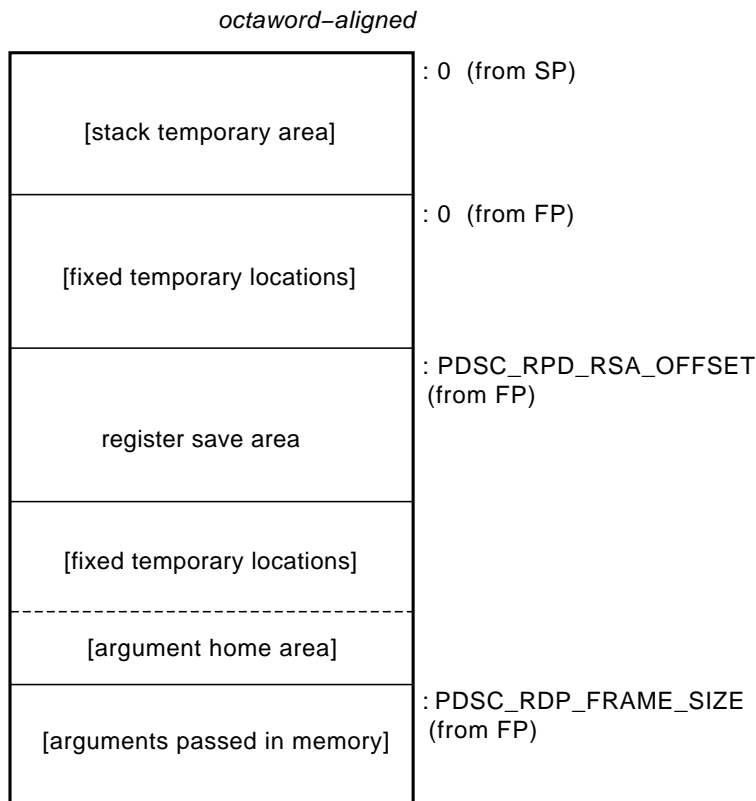 octaword–aligned
: 0 (from SP)
[stack temporary area]
: 0 (from FP)
[fixed temporary locations]
: PDSC_RPD_RSA_OFFSET
(from FP)
register save area
[fixed temporary locations]
[argument home area]
: PDSC_RDP_FRAME_SIZE
(from FP)
[arguments passed in memory]